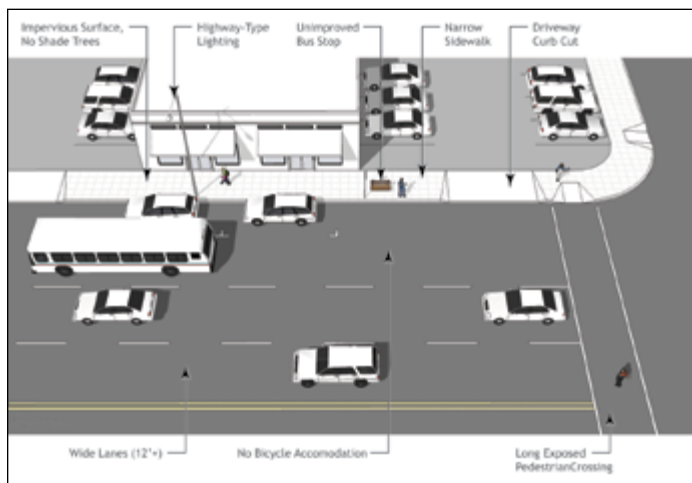 Impervious Surface,
No Shade Trees
Highway-Type
Lighting
Unimproved
Bus Stop
Narrow
Sidewalk
Driveway
Curb Cut
Wide Lanes (12'+)
No Bicycle Accomodation
Long Exposed
PedestrianCrossing